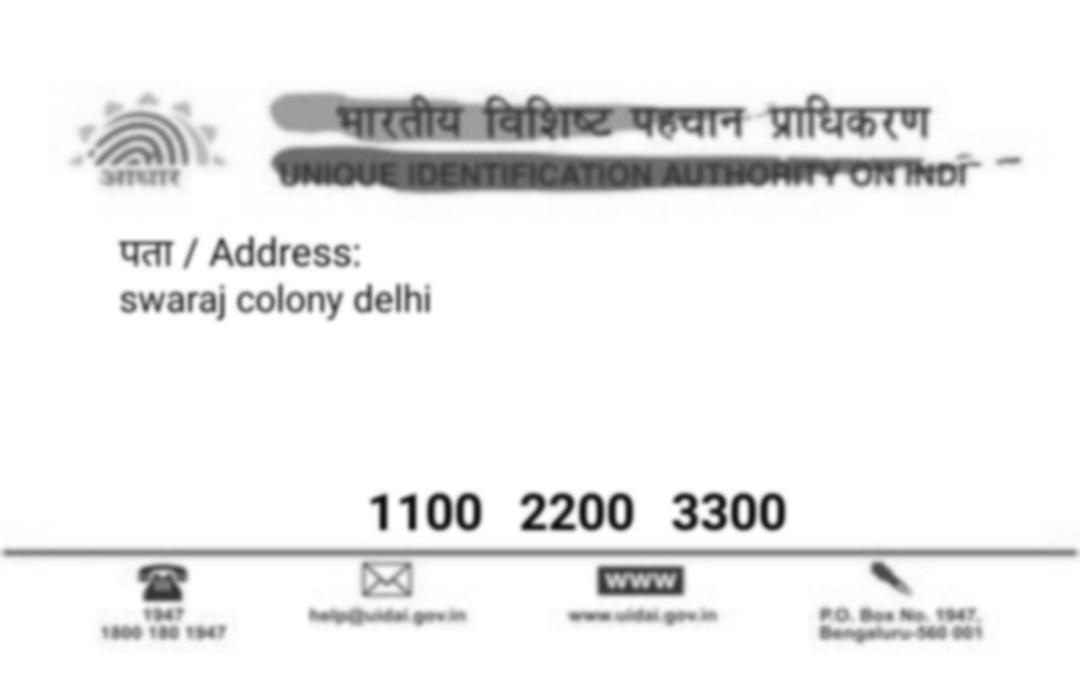 आधार
भारतीय विशिष्ट पहचान प्राधिकरण
UNIQUE IDENTIFICATION AUTHORITY ON INDI
पता / Address:
swaraj colony delhi
1100 2200 3300
1947
1800 180 1947
help@uidai.gov.in
www
www.uidai.gov.in
P.O. Box No. 1947,
Bengaluru-560 001